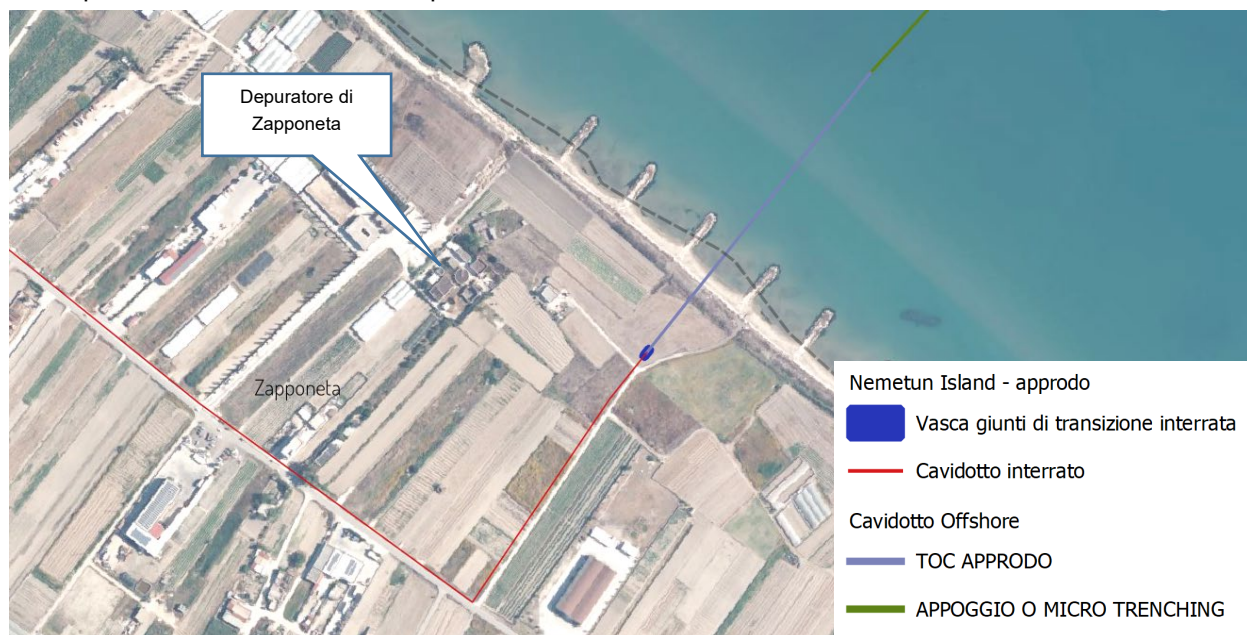 Depuratore di
Zapponeta
Zapponeta
Nemetun Island - approdo
Vasca giunti di transizione interrata
Cavidotto interrato
Cavidotto Offshore
TOC APPRODO
APPOGGIO O MICRO TRENCHING